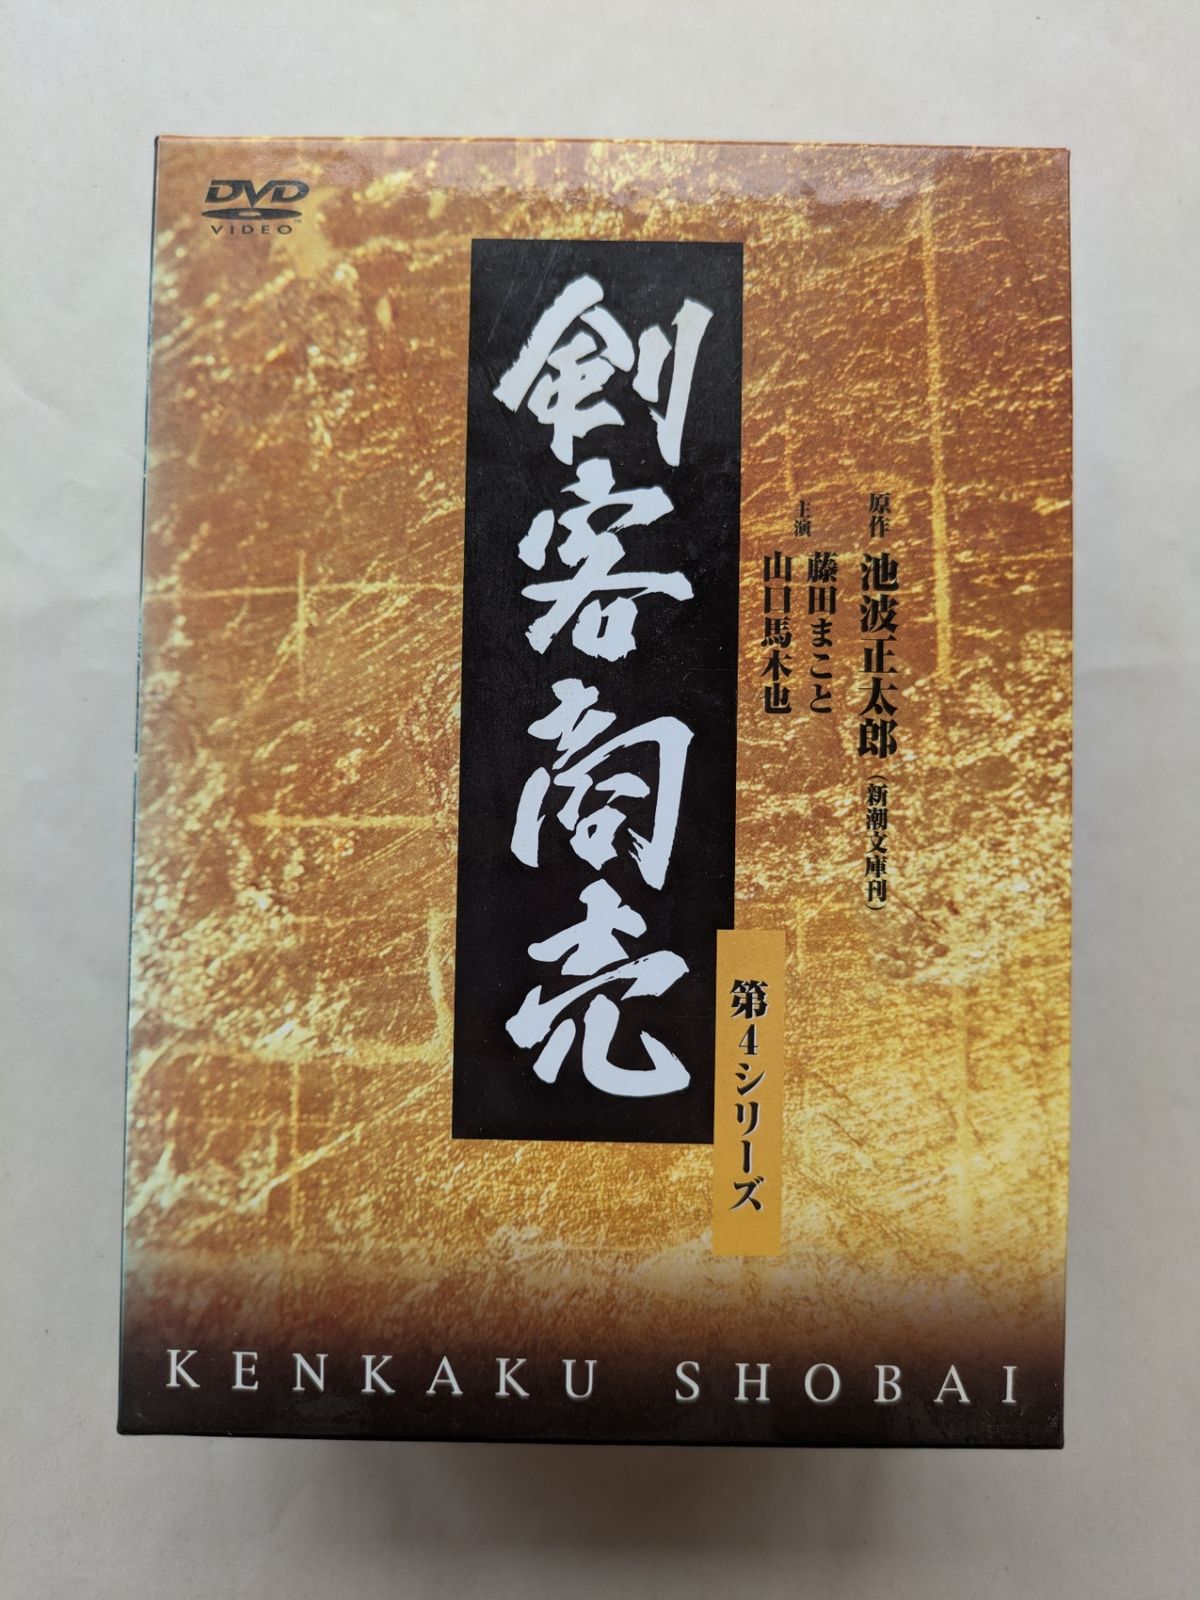 DVD
VIDEO
TM
原作 池波正太郎（新潮文庫刊）
主演 藤田まこと
山口馬木也
剣客商売
第4シリーズ
KENKAKU SHOBAI